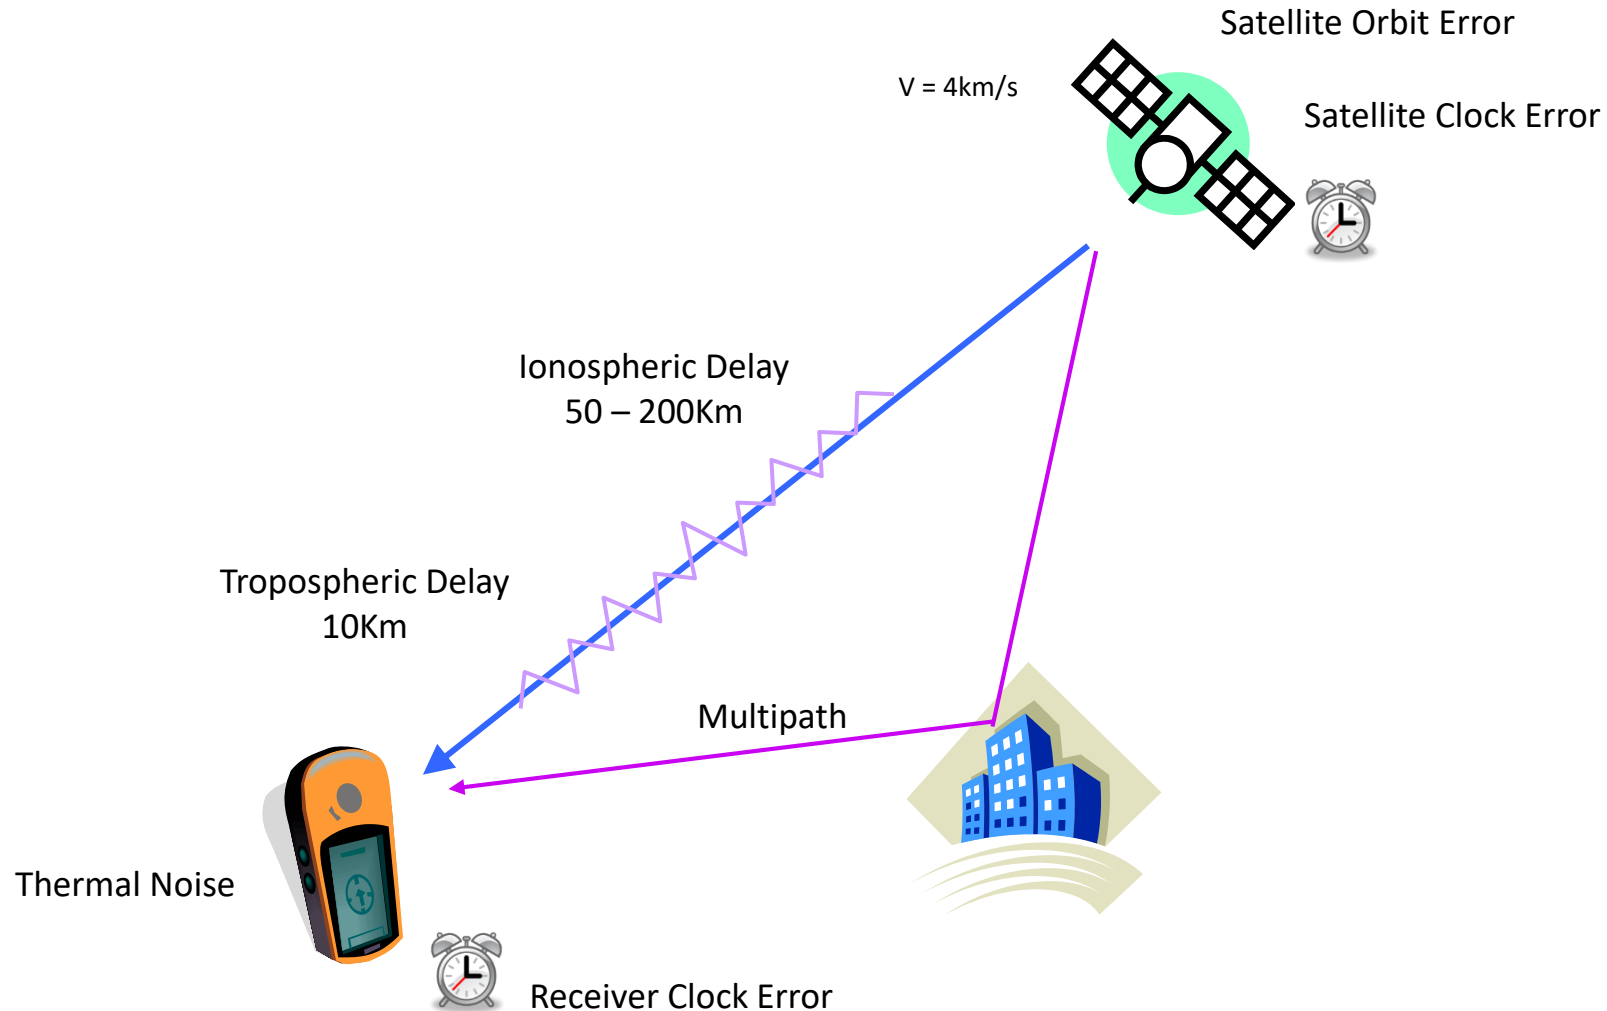 Satellite Orbit Error
V = 4km/s
Satellite Clock Error
Ionospheric Delay
50 – 200Km
Tropospheric Delay
10Km
Multipath
Thermal Noise
Receiver Clock Error